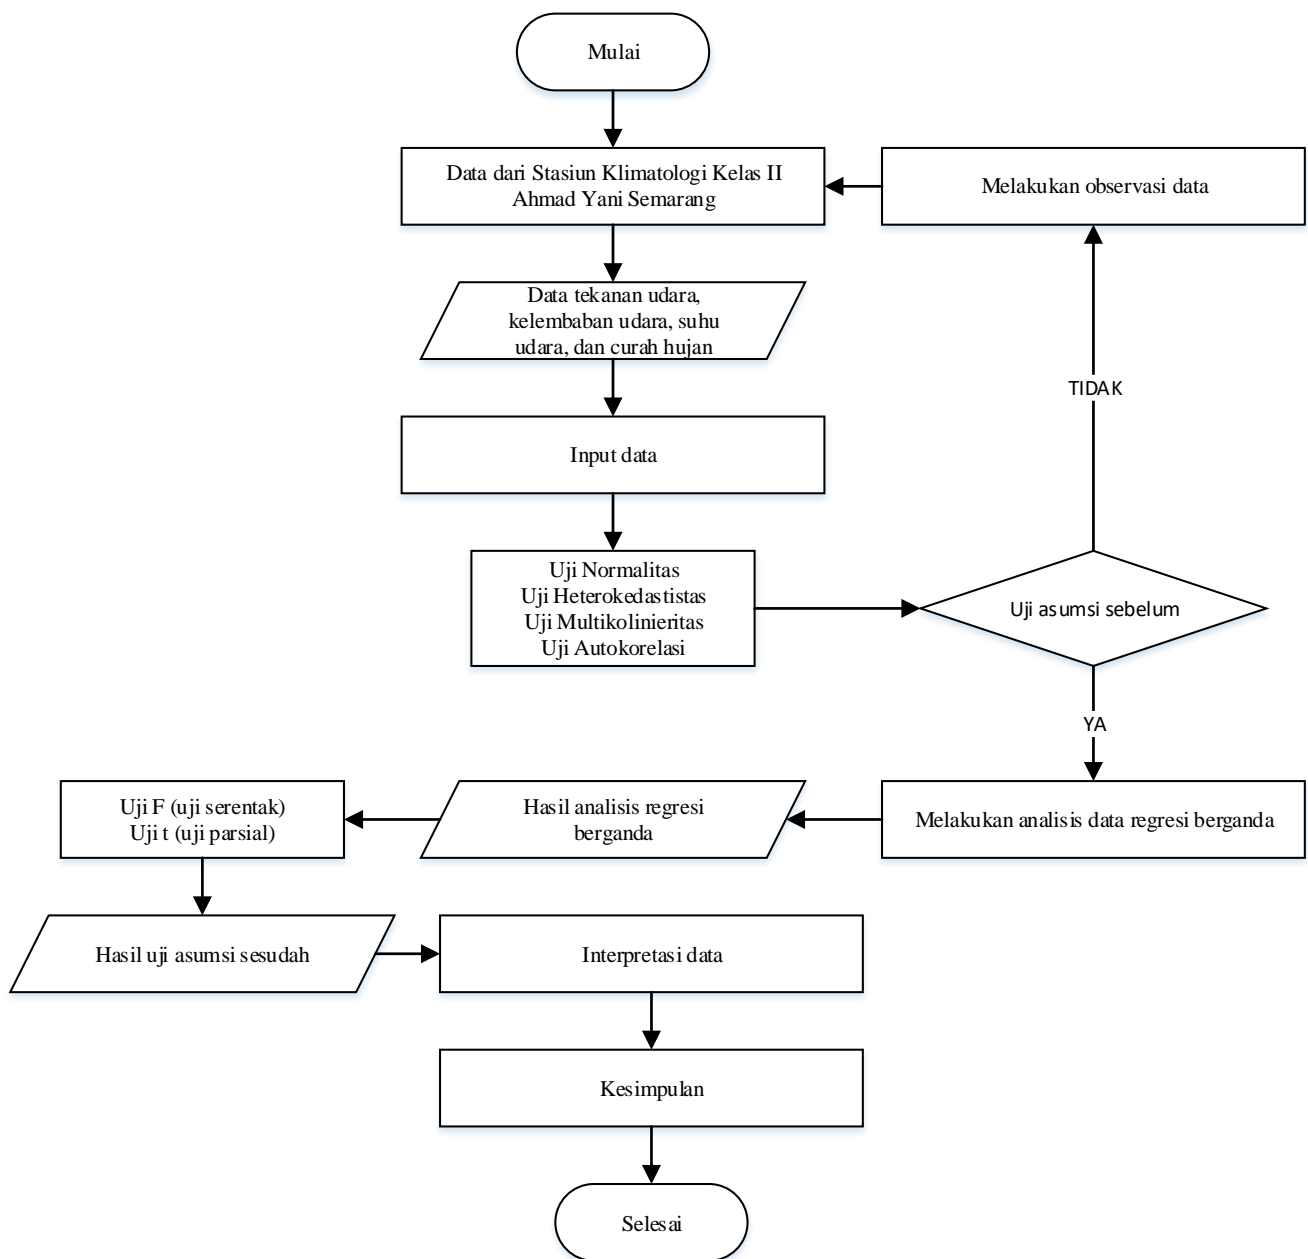 Mulai
Data dari Stasiun Klimatologi Kelas II
Ahmad Yani Semarang
Melakukan observasi data
Data tekanan udara,
kelembaban udara, suhu
udara, dan curah hujan
TIDAK
Input data
Uji Normalitas
Uji Heterokedastistas
Uji Multikolinieritas
Uji Autokorelasi
Uji asumsi sebelum
YA
Melakukan analisis data regresi berganda
Hasil analisis regresi
berganda
Uji F (uji serentak)
Uji t (uji parsial)
Hasil uji asumsi sesudah
Interpretasi data
Kesimpulan
Selesai